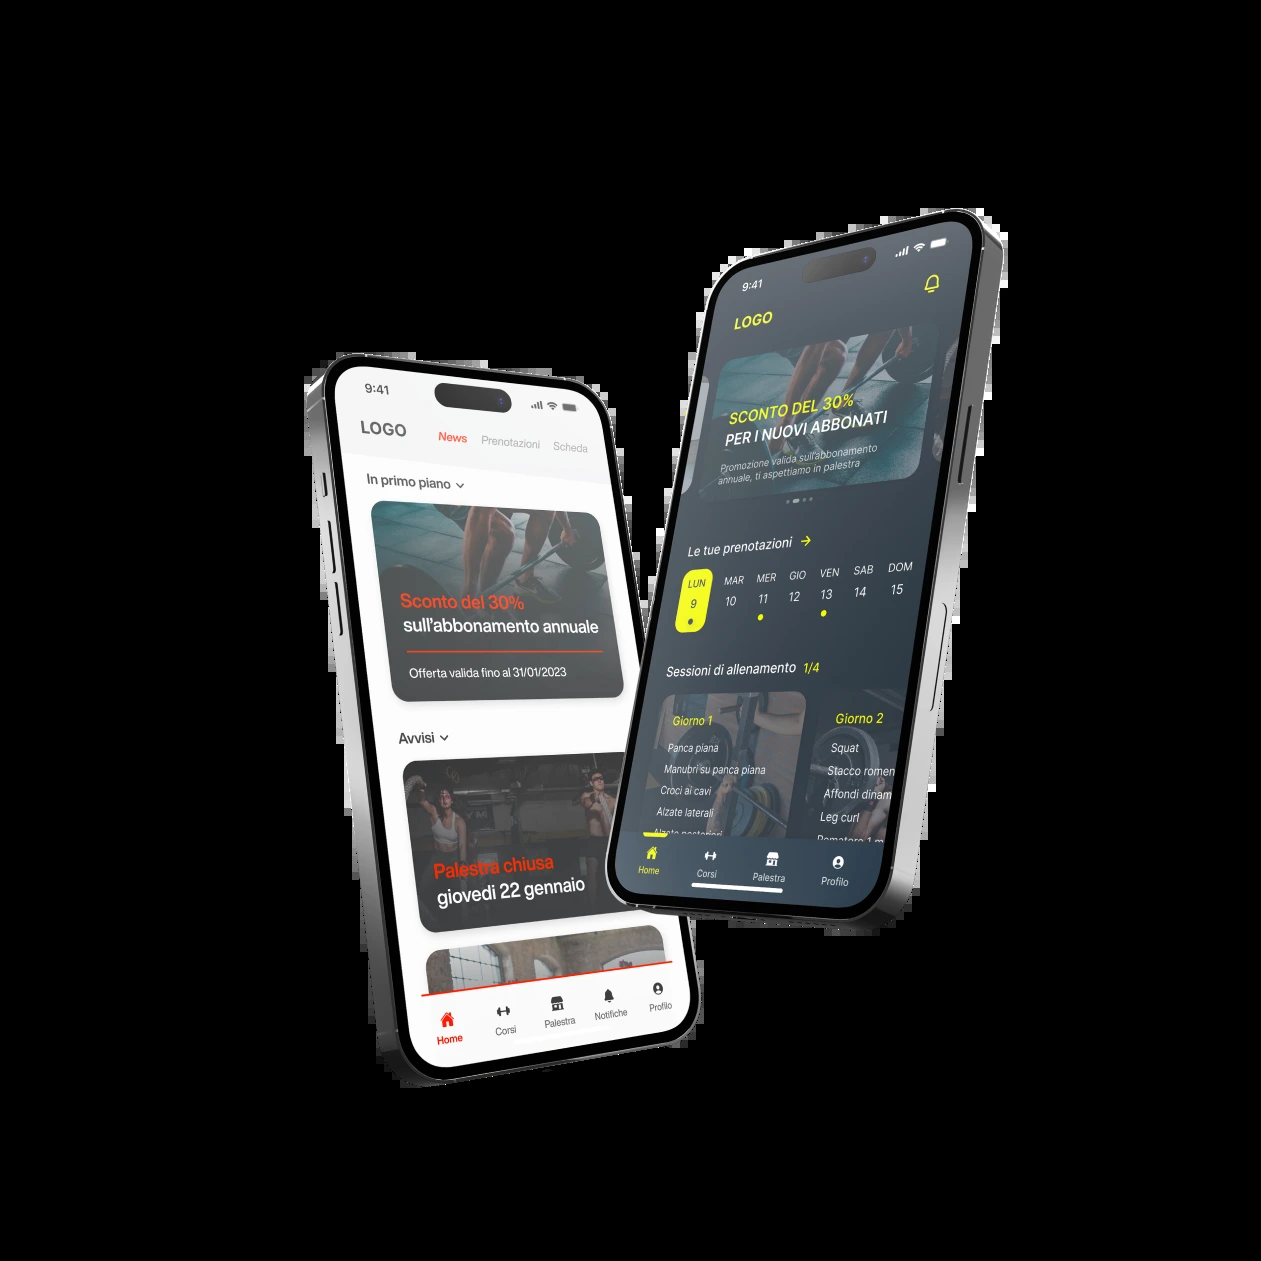 9:41
LOGO
News Prenotazioni Scheda
In primo piano
Sconto del 30%
sull'abbonamento annuale
Offerta valida fino al 31/01/2023
Avvisi
Palestra chiusa
giovedi 22 gennaio
Home Corsi Palestra Notifiche Profilo
9:41
LOGO
SCONTO DEL 30%
PER I NUOVI ABBONATI
Promozione valida sull'abbonamento
annuale, ti aspettiamo in palestra
Le tue prenotazioni
LUN MAR MER GIO VEN SAB DOM
9 10 11 12 13 14 15
Sessioni di allenamento 1/4
Giorno 1
Panca piana
Manubri su panca piana
Croci ai cavi
Alzate laterali
Alzate posteriori
Giorno 2
Squat
Stacco romen
Affondi dinam
Leg curl
Home Corsi Palestra Profilo